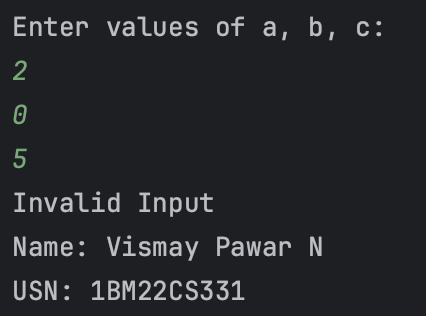 Enter values of a, b, c:
2
0
5
Invalid Input
Name: Vismay Pawar N
USN: 1BM22CS331